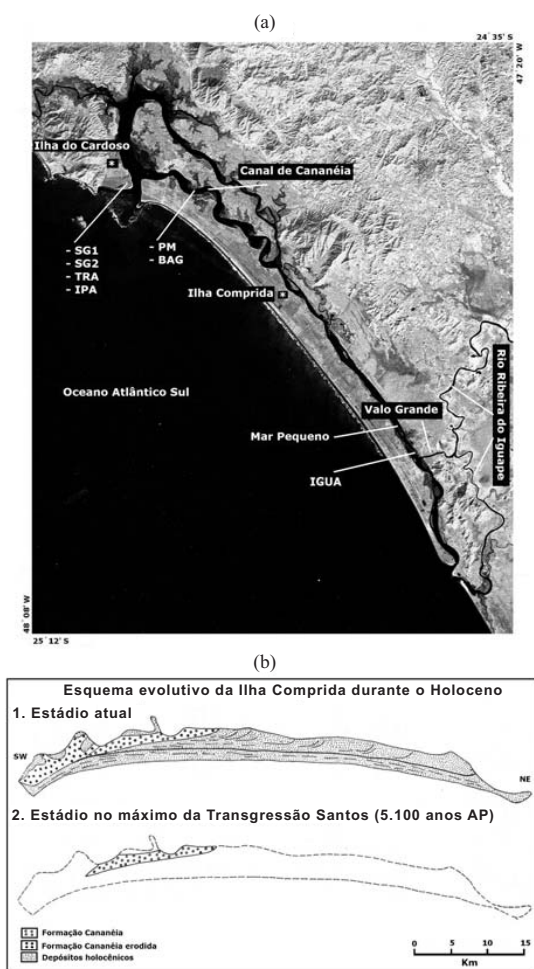 (a)
24° 35' S
47° 20' W
Ilha do Cardoso
Canal de Cananéia
- SG1
- SG2
- TRA
- IPA
- PM
- BAG
Ilha Comprida
Oceano Atlântico Sul
Rio Ribeira do Iguape
Valo Grande
Mar Pequeno
IGUA
48° 08' W
25° 12' S
(b)
Esquema evolutivo da Ilha Comprida durante o Holoceno
1. Estádio atual
SW
NE
2. Estádio no máximo da Transgressão Santos (5.100 anos AP)
Formação Cananéia
Formação Cananéia erodida
Depósitos holocênicos
0 5 10 15
Km